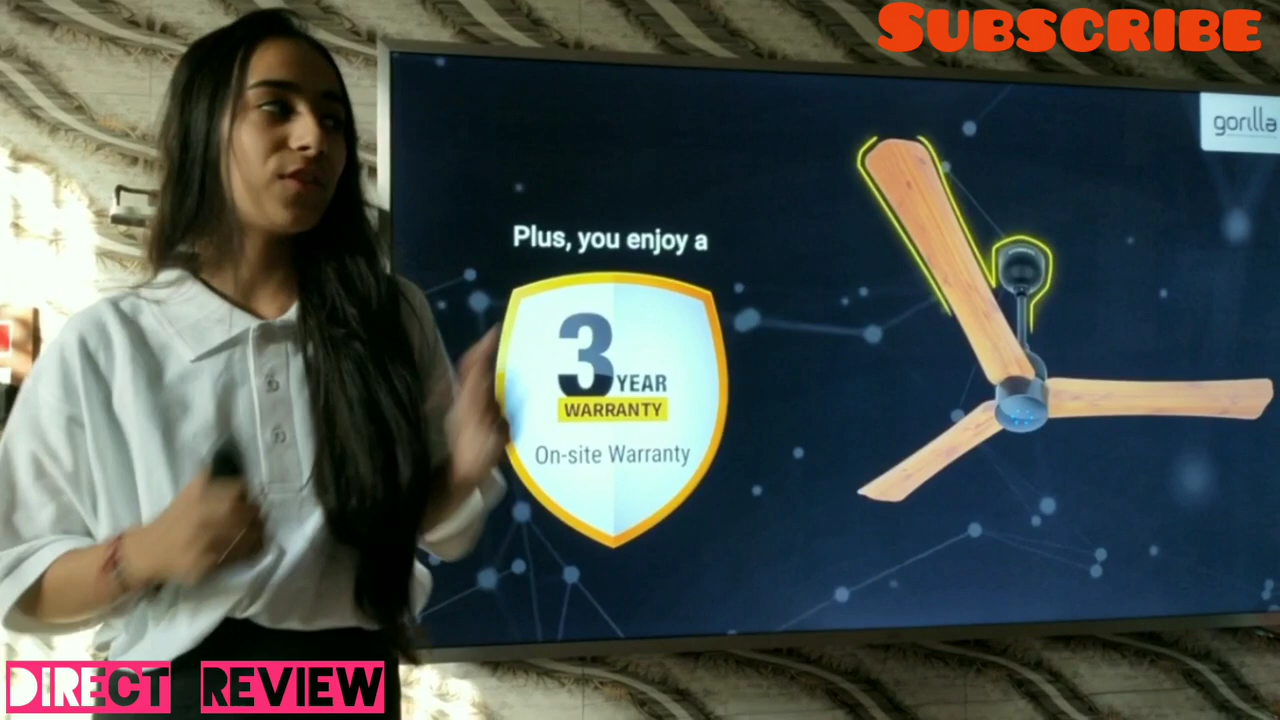 SUBSCRIBE
gorilla
Plus, you enjoy a
3 YEAR
WARRANTY
On-site Warranty
DIRECT REVIEW